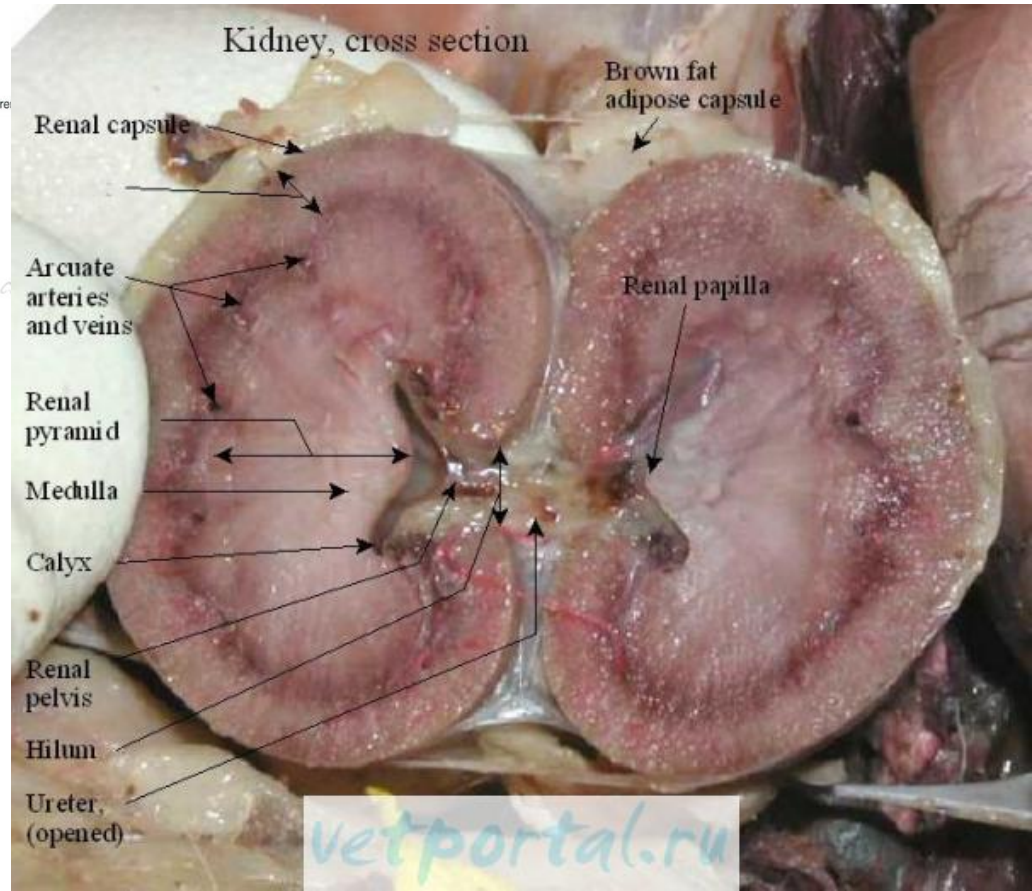 Kidney, cross section
Brown fat
adipose capsule
Renal capsule
Arcuate
arteries
and veins
Renal papilla
Renal
pyramid
Medulla
Calyx
Renal
pelvis
Hilum
Ureter,
(opened)
vetportal.ru